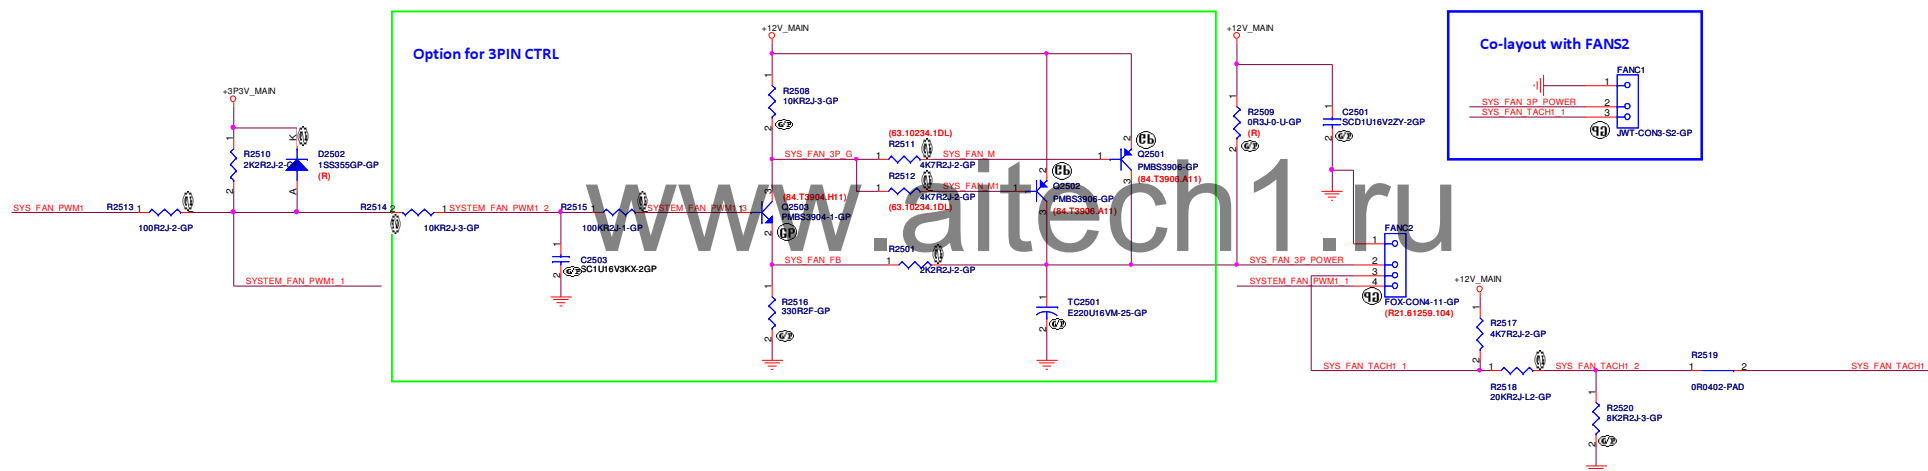 Option for 3PIN CTRL
Co-layout with FANS2
+12V_MAIN
+12V_MAIN
+3P3V_MAIN
FANC1
1
2
3
SYS_FAN_3P_POWER
SYS_FAN_TACH1_1
JWT-CON3-S2-GP
R2508
10KR2J-3-GP
R2509
0R3J-0-U-GP
(R)
C2501
SCD1U16V2ZY-2GP
R2510
2K2R2J-2-GP
D2502
1SS355GP-GP
(R)
K
A
(63.10234.1DL)
R2511
4K7R2J-2-GP
SYS_FAN_3P_G
SYS_FAN_M
R2512
4K7R2J-2-GP
(63.10234.1DL)
SYS_FAN_M1
Q2501
PMBS3906-GP
(84.T3906.A11)
Q2502
PMBS3906-GP
(84.T3906.A11)
SYS_FAN_PWM1
R2513
100R2J-2-GP
R2514
10KR2J-3-GP
SYSTEM_FAN_PWM1_2
R2515
100KR2J-1-GP
SYSTEM_FAN_PWM1_3
(84.T3904.H11)
Q2503
PMBS3904-1-GP
www.aitech1.ru
C2503
SC1U16V3KX-2GP
SYS_FAN_FB
R2501
2K2R2J-2-GP
SYS_FAN_3P_POWER
FANC2
1
2
3
4
SYSTEM_FAN_PWM1_1
SYSTEM_FAN_PWM1_1
FOX-CON4-11-GP
(R21.61259.104)
R2516
330R2F-GP
TC2501
E220U16VM-25-GP
+12V_MAIN
R2517
4K7R2J-2-GP
SYS_FAN_TACH1_1
R2518
20KR2J-L2-GP
SYS_FAN_TACH1_2
R2519
0R0402-PAD
SYS_FAN_TACH1
R2520
8K2R2J-3-GP